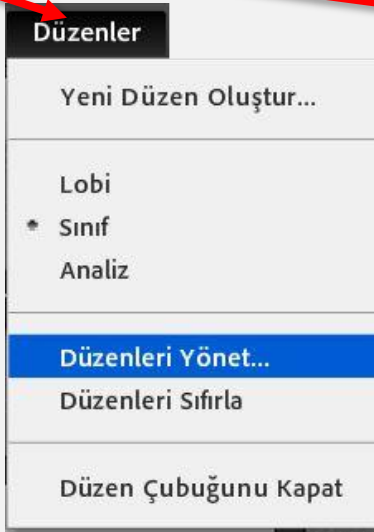 Düzenler
Yeni Düzen Oluştur...
Lobi
Sınıf
Analiz
Düzenleri Yönet...
Düzenleri Sıfırla
Düzen Çubuğunu Kapat